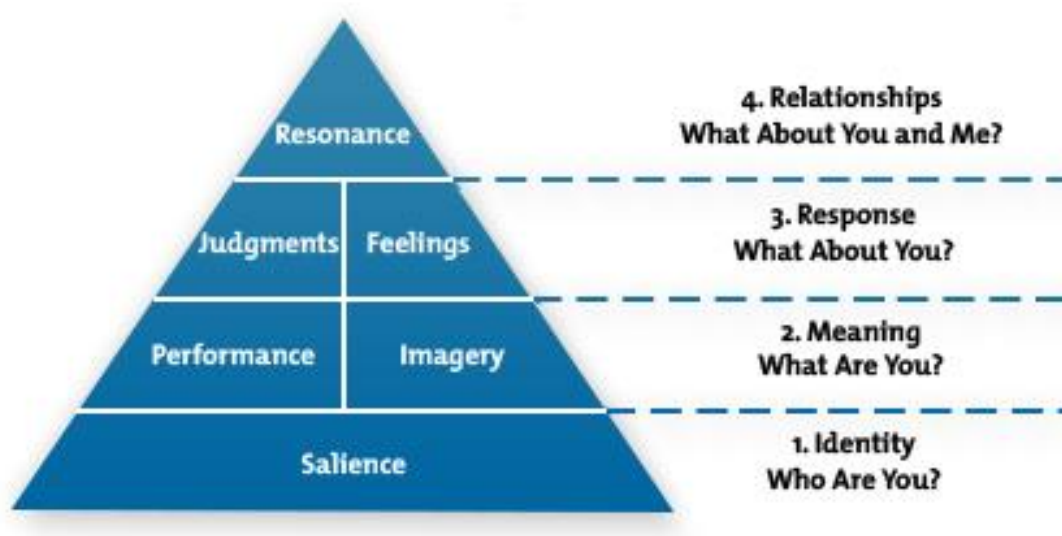 Resonance
4. Relationships
What About You and Me?
Judgments
Feelings
3. Response
What About You?
Performance
Imagery
2. Meaning
What Are You?
Salience
1. Identity
Who Are You?